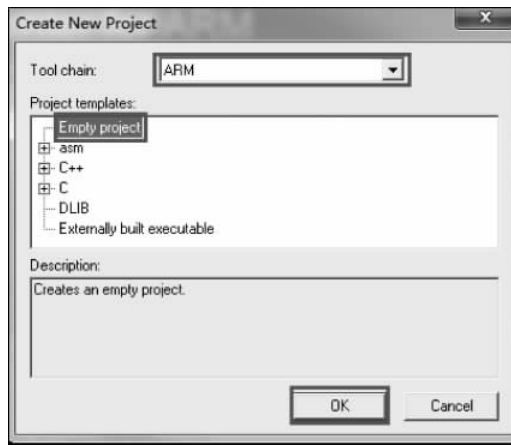 Create New Project
Tool chain:
ARM
Project templates:
Empty project
asm
C++
C
DLIB
Externally built executable
Description:
Creates an empty project.
OK
Cancel